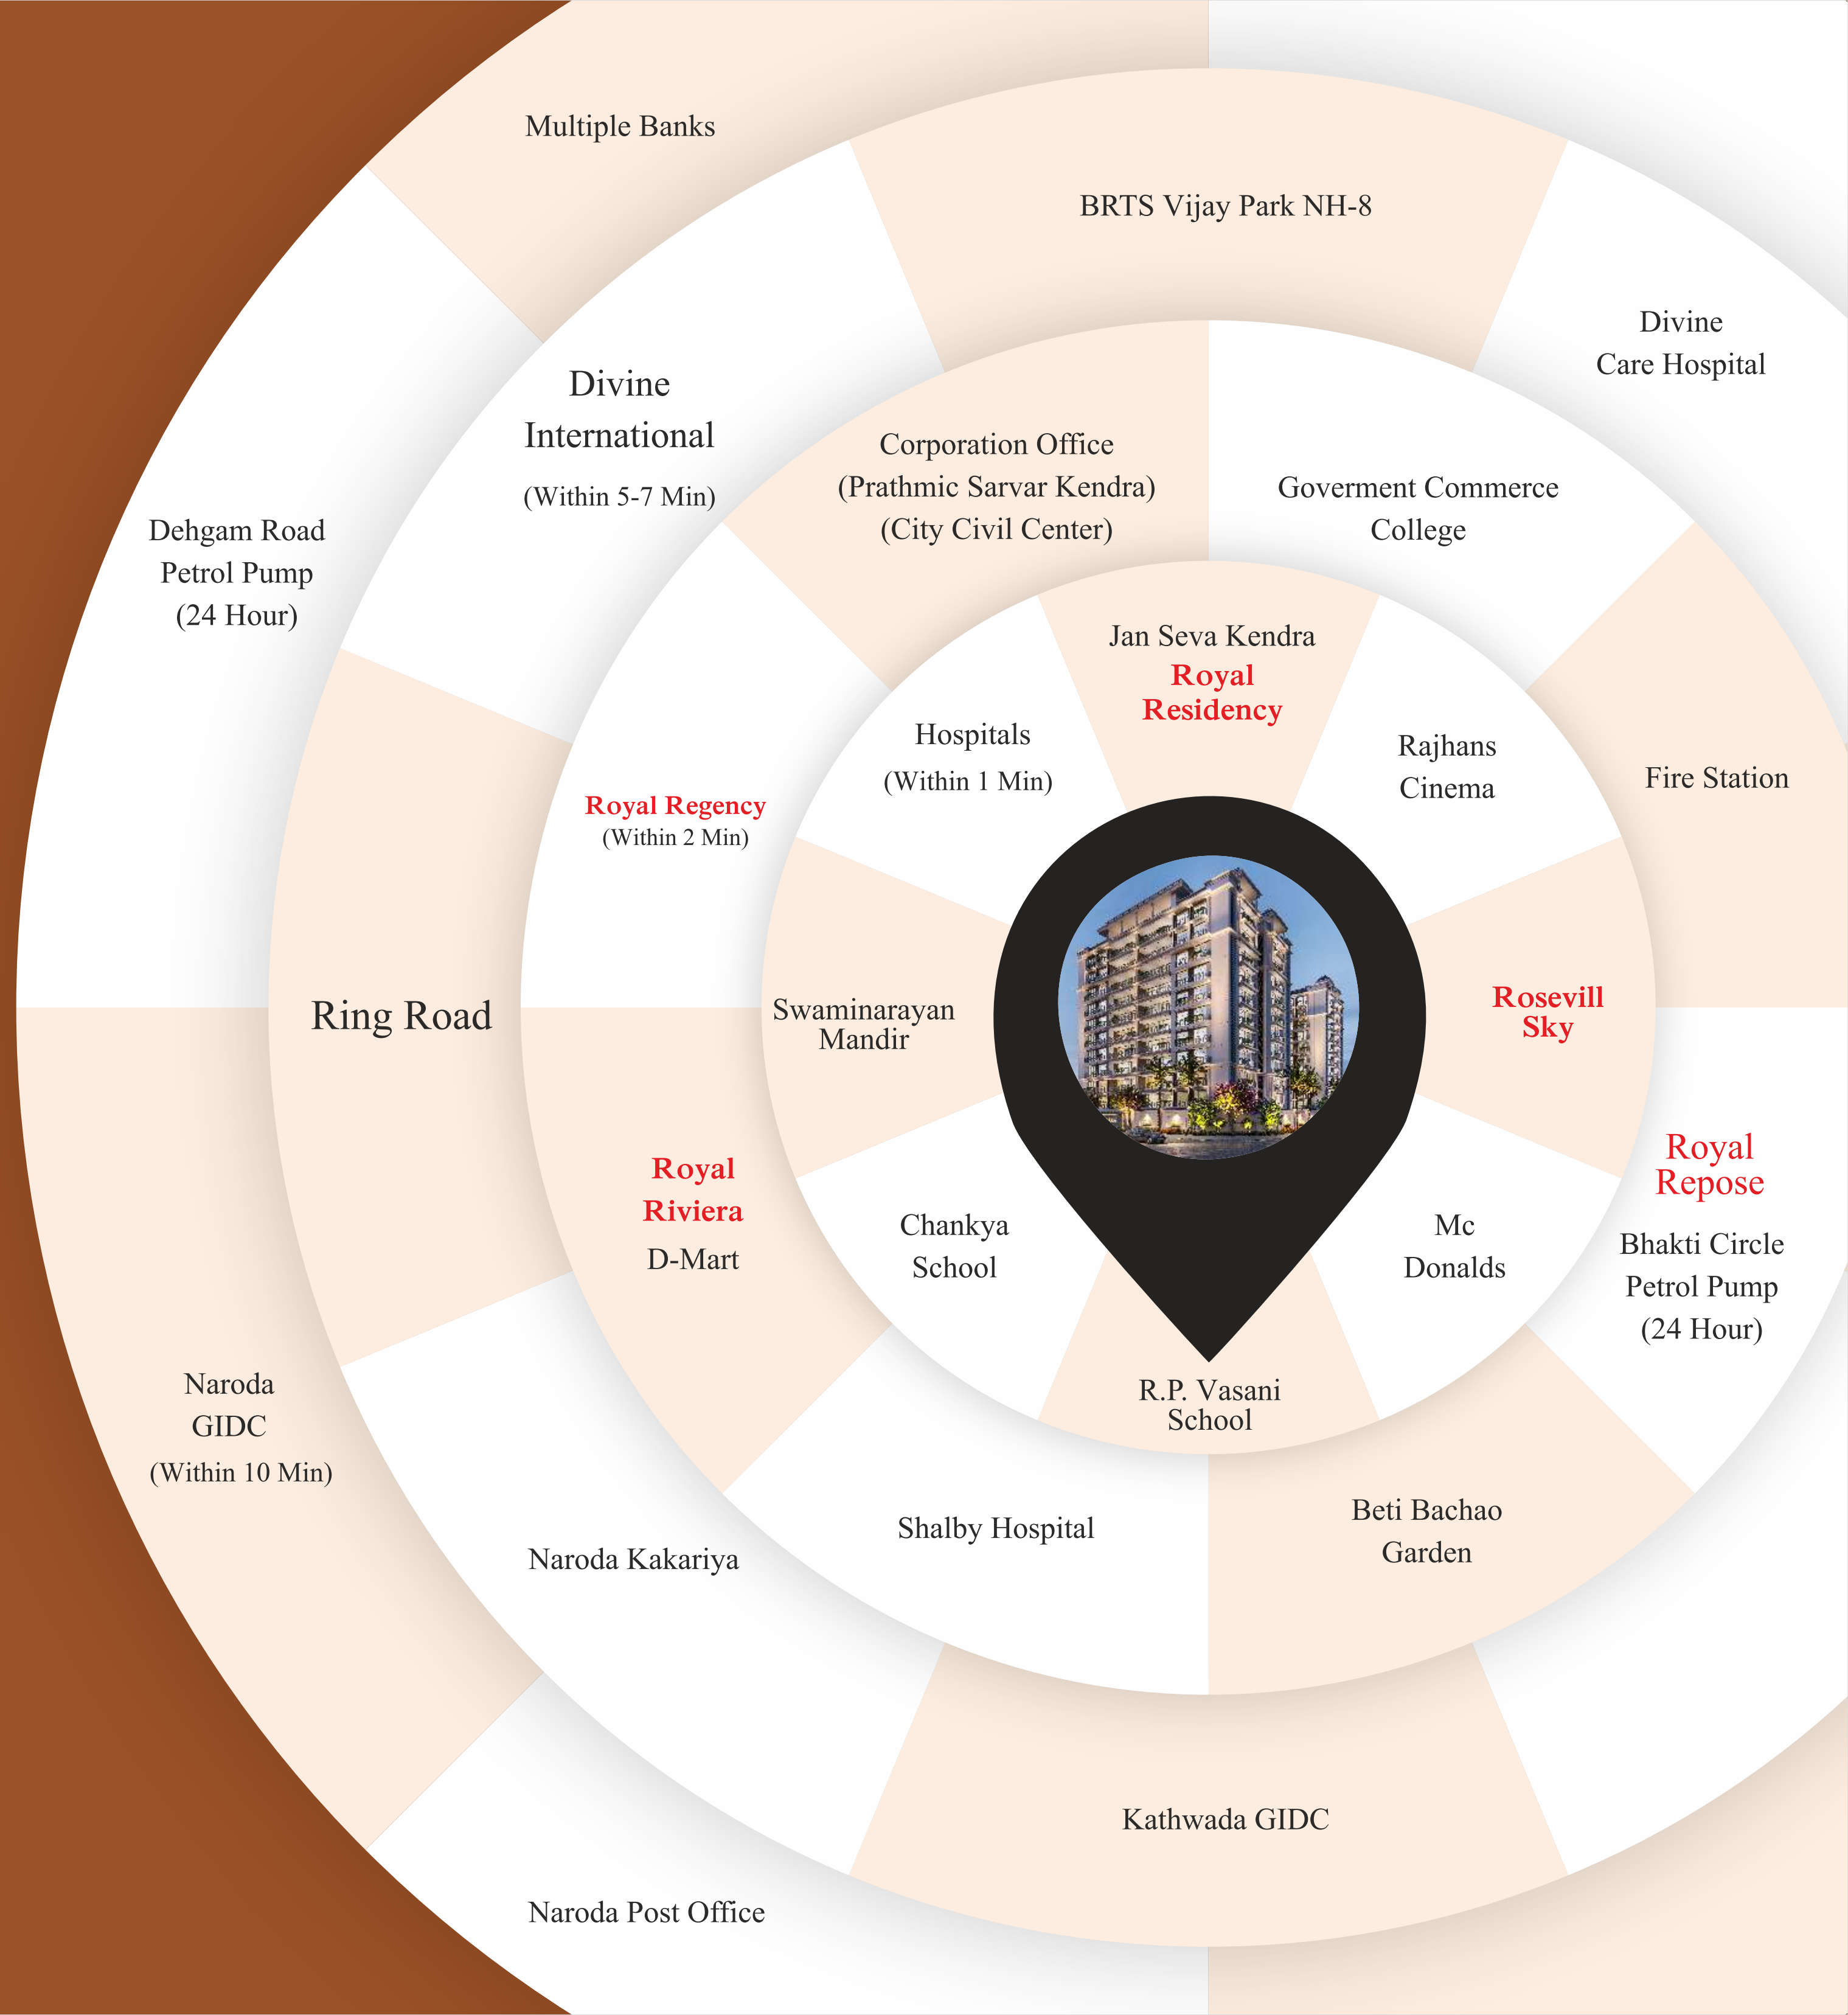 Multiple Banks
BRTS Vijay Park NH-8
Divine
Care Hospital
Divine
International
(Within 5-7 Min)
Corporation Office
(Prathmic Sarvar Kendra)
(City Civil Center)
Goverment Commerce
College
Dehgam Road
Petrol Pump
(24 Hour)
Jan Seva Kendra
Royal
Residency
Hospitals
(Within 1 Min)
Rajhans
Cinema
Fire Station
Royal Regency
(Within 2 Min)
Ring Road
Swaminarayan
Mandir
Rosevill
Sky
Royal
Riviera
D-Mart
Chankya
School
Mc
Donalds
Royal
Repose
Bhakti Circle
Petrol Pump
(24 Hour)
R.P. Vasani
School
Naroda
GIDC
(Within 10 Min)
Naroda Kakariya
Shalby Hospital
Beti Bachao
Garden
Kathwada GIDC
Naroda Post Office